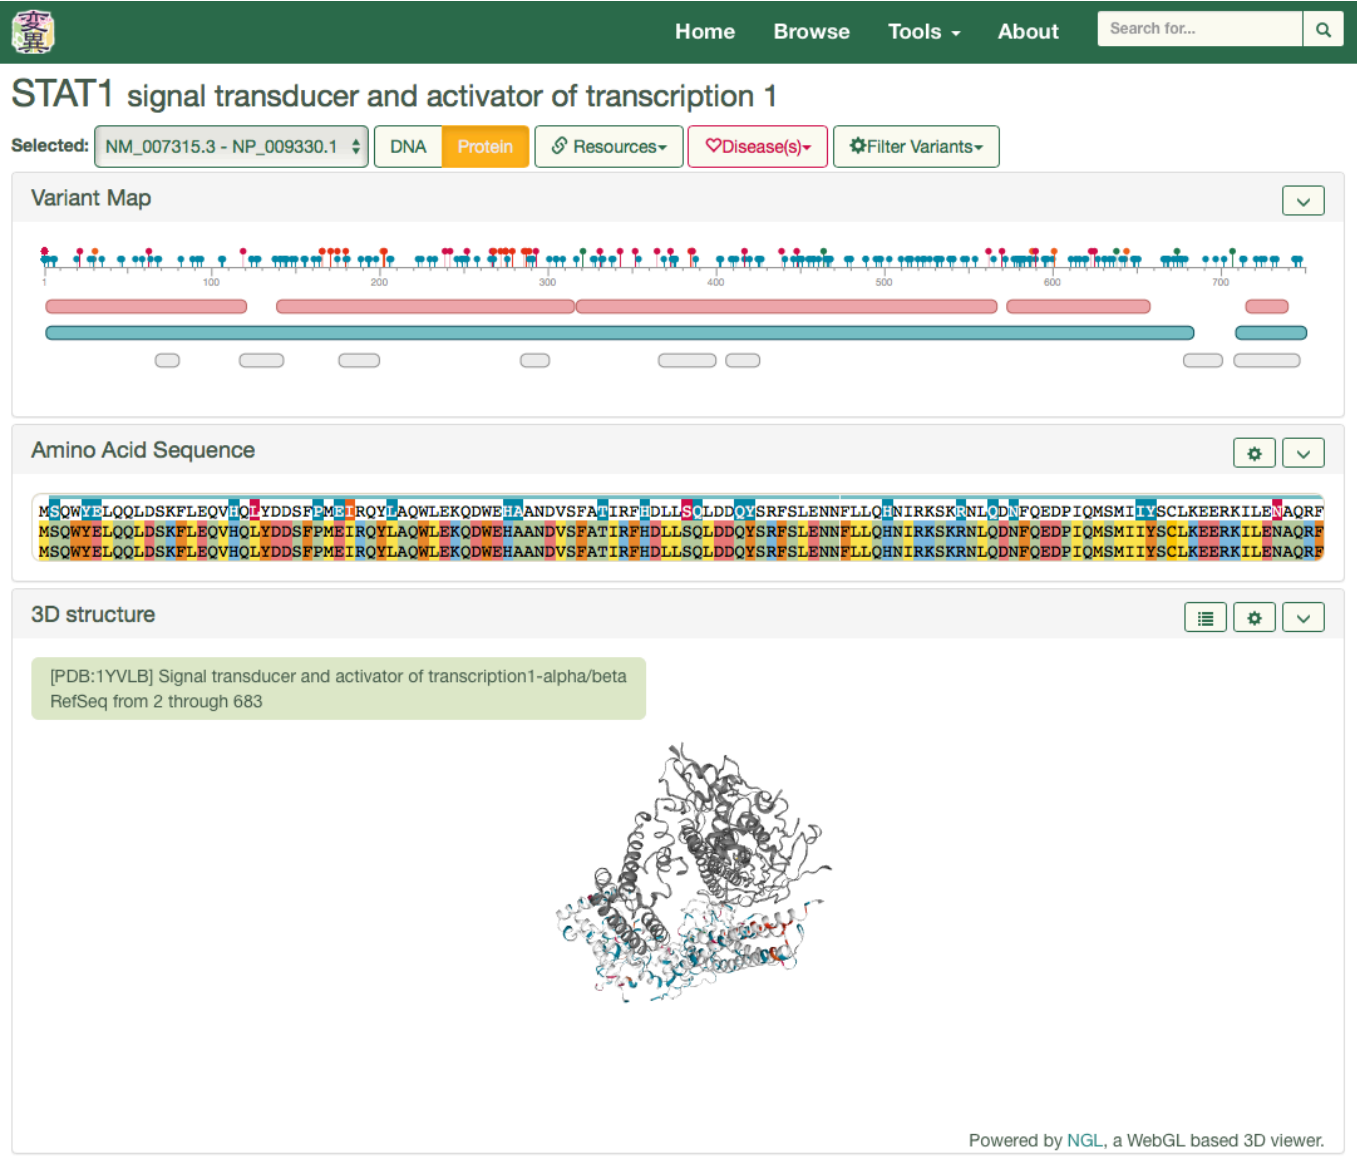 変
異
Home Browse Tools About Search for...
STAT1 signal transducer and activator of transcription 1
Selected: NM_007315.3 - NP_009330.1 DNA Protein Resources Disease(s) Filter Variants
Variant Map
1 100 200 300 400 500 600 700
Amino Acid Sequence
MSQWYELQQLDSKFLEQVHQLYDDSFPMEIRQYLAQWLEKQDWEHAANDVSFATIRFHDLLSQLDDQYSRFSLENNFLLQHNIRKSKRNLQDNFQEDPIQMSMIIYSCLKEERKILENAQRF
MSQWYELQQLDSKFLEQVHQLYDDSFPMEIRQYLAQWLEKQDWEHAANDVSFATIRFHDLLSQLDDQYSRFSLENNFLLQHNIRKSKRNLQDNFQEDPIQMSMIIYSCLKEERKILENAQRF
MSQWYELQQLDSKFLEQVHQLYDDSFPMEIRQYLAQWLEKQDWEHAANDVSFATIRFHDLLSQLDDQYSRFSLENNFLLQHNIRKSKRNLQDNFQEDPIQMSMIIYSCLKEERKILENAQRF
3D structure
[PDB:1YVLB] Signal transducer and activator of transcription1-alpha/beta
RefSeq from 2 through 683
Powered by NGL, a WebGL based 3D viewer.